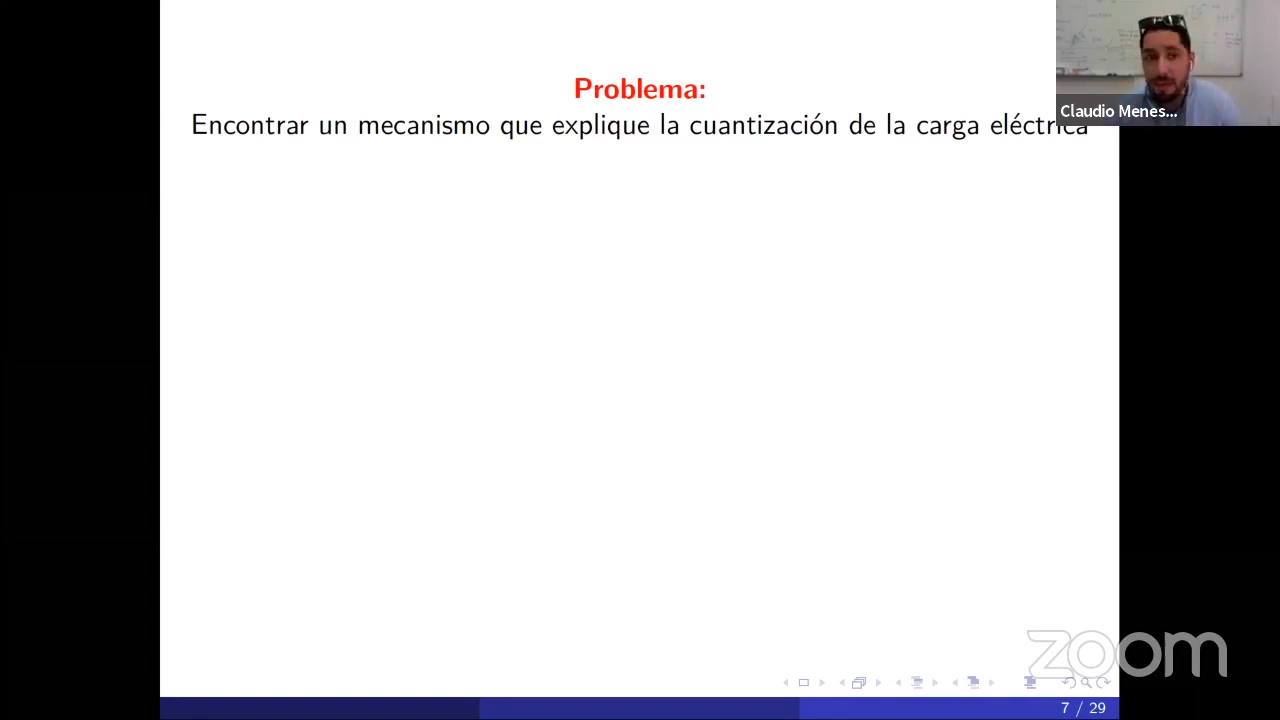 Problema:
Encontrar un mecanismo que explique la cuantización de la carga eléctrica
Claudio Menes...
zoom
7 / 29